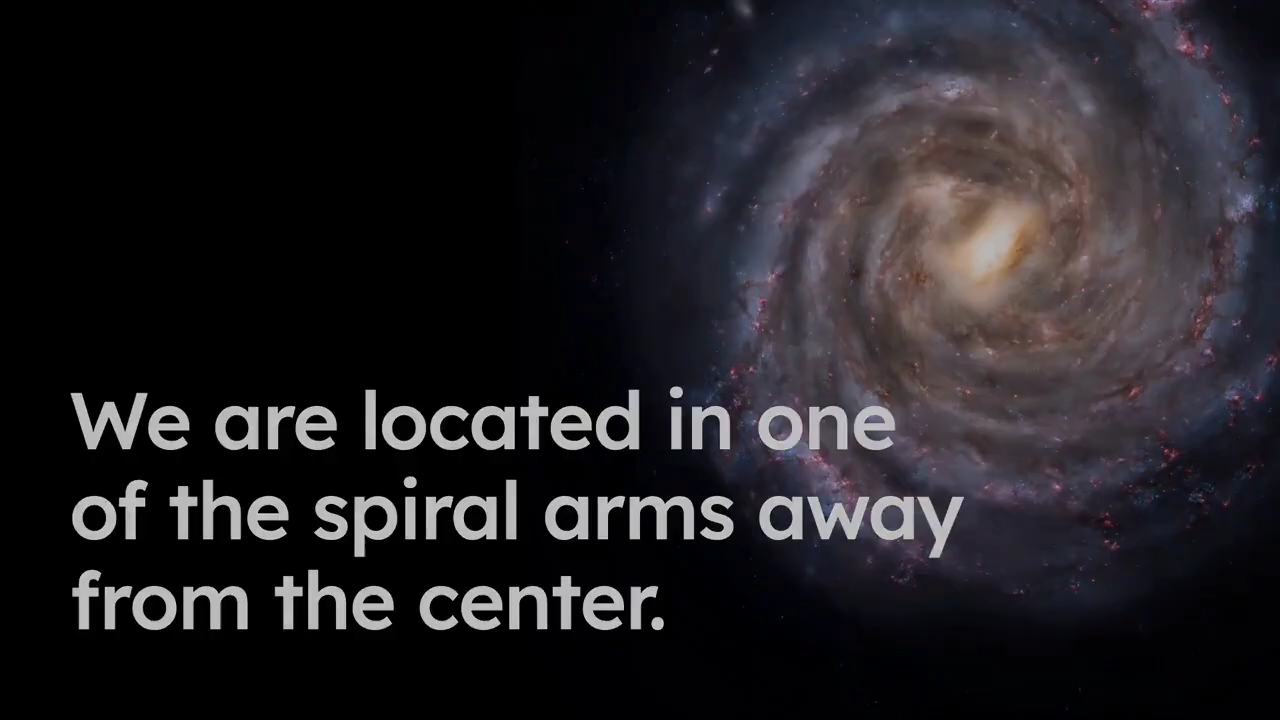 We are located in one
of the spiral arms away
from the center.